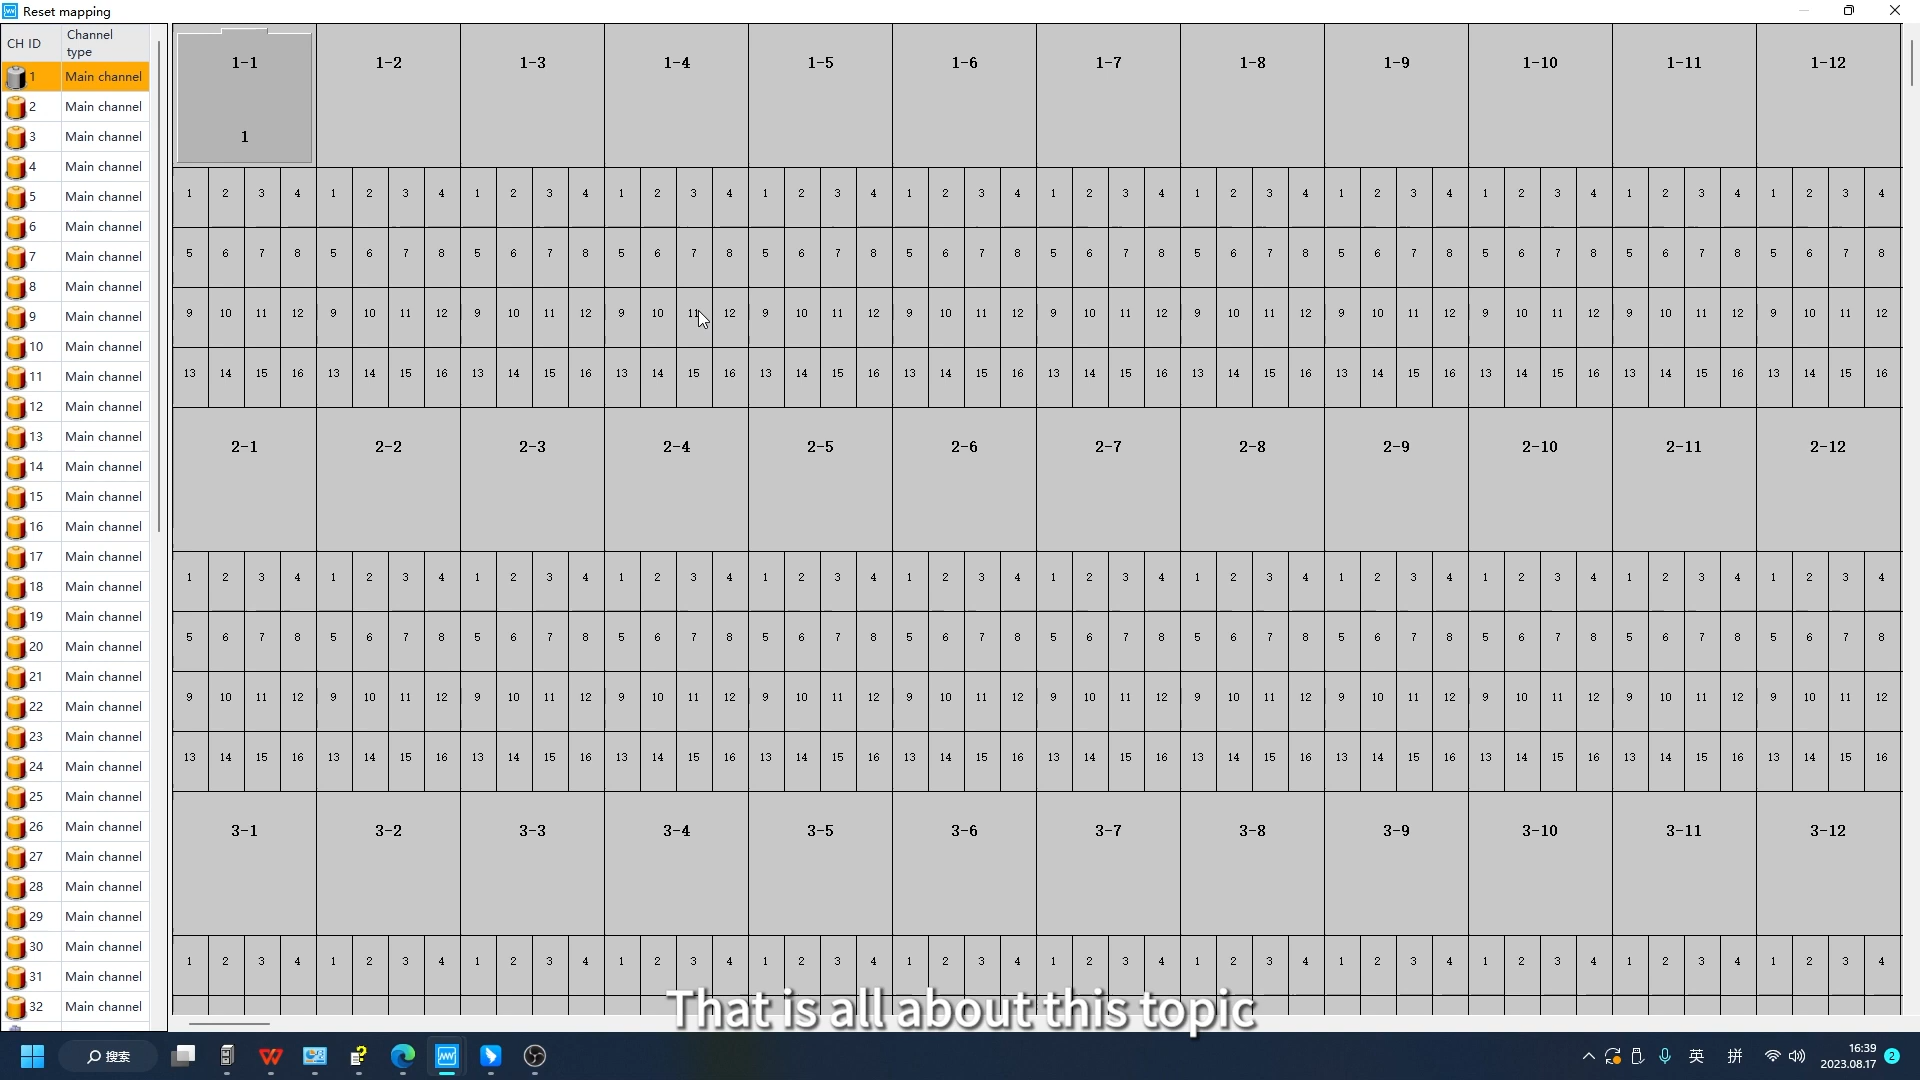 Reset mapping
CH ID Channel type
1-1 1-2 1-3 1-4 1-5 1-6 1-7 1-8 1-9 1-10 1-11 1-12
1 Main channel
2 Main channel
1
3 Main channel
4 Main channel
1 2 3 4 1 2 3 4 1 2 3 4 1 2 3 4 1 2 3 4 1 2 3 4 1 2 3 4 1 2 3 4 1 2 3 4 1 2 3 4 1 2 3 4 1 2 3 4
5 Main channel
6 Main channel
5 6 7 8 5 6 7 8 5 6 7 8 5 6 7 8 5 6 7 8 5 6 7 8 5 6 7 8 5 6 7 8 5 6 7 8 5 6 7 8 5 6 7 8 5 6 7 8
7 Main channel
8 Main channel
9 10 11 12 9 10 11 12 9 10 11 12 9 10 11 12 9 10 11 12 9 10 11 12 9 10 11 12 9 10 11 12 9 10 11 12 9 10 11 12 9 10 11 12 9 10 11 12
9 Main channel
10 Main channel
13 14 15 16 13 14 15 16 13 14 15 16 13 14 15 16 13 14 15 16 13 14 15 16 13 14 15 16 13 14 15 16 13 14 15 16 13 14 15 16 13 14 15 16 13 14 15 16
11 Main channel
12 Main channel
13 Main channel
2-1 2-2 2-3 2-4 2-5 2-6 2-7 2-8 2-9 2-10 2-11 2-12
14 Main channel
15 Main channel
16 Main channel
17 Main channel
1 2 3 4 1 2 3 4 1 2 3 4 1 2 3 4 1 2 3 4 1 2 3 4 1 2 3 4 1 2 3 4 1 2 3 4 1 2 3 4 1 2 3 4 1 2 3 4
18 Main channel
19 Main channel
5 6 7 8 5 6 7 8 5 6 7 8 5 6 7 8 5 6 7 8 5 6 7 8 5 6 7 8 5 6 7 8 5 6 7 8 5 6 7 8 5 6 7 8 5 6 7 8
20 Main channel
21 Main channel
9 10 11 12 9 10 11 12 9 10 11 12 9 10 11 12 9 10 11 12 9 10 11 12 9 10 11 12 9 10 11 12 9 10 11 12 9 10 11 12 9 10 11 12 9 10 11 12
22 Main channel
23 Main channel
13 14 15 16 13 14 15 16 13 14 15 16 13 14 15 16 13 14 15 16 13 14 15 16 13 14 15 16 13 14 15 16 13 14 15 16 13 14 15 16 13 14 15 16 13 14 15 16
24 Main channel
25 Main channel
26 Main channel
3-1 3-2 3-3 3-4 3-5 3-6 3-7 3-8 3-9 3-10 3-11 3-12
27 Main channel
28 Main channel
29 Main channel
30 Main channel
1 2 3 4 1 2 3 4 1 2 3 4 1 2 3 4 1 2 3 4 1 2 3 4 1 2 3 4 1 2 3 4 1 2 3 4 1 2 3 4 1 2 3 4 1 2 3 4
31 Main channel
32 Main channel
That is all about this topic
搜索
英 拼
16:39
2023.08.17
2